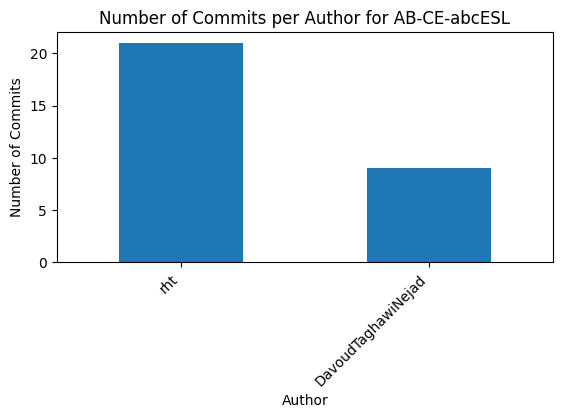 Number of Commits per Author for AB-CE-abcESL
Number of Commits
20
15
10
5
0
rht
DavoudTaghawiNejad
Author